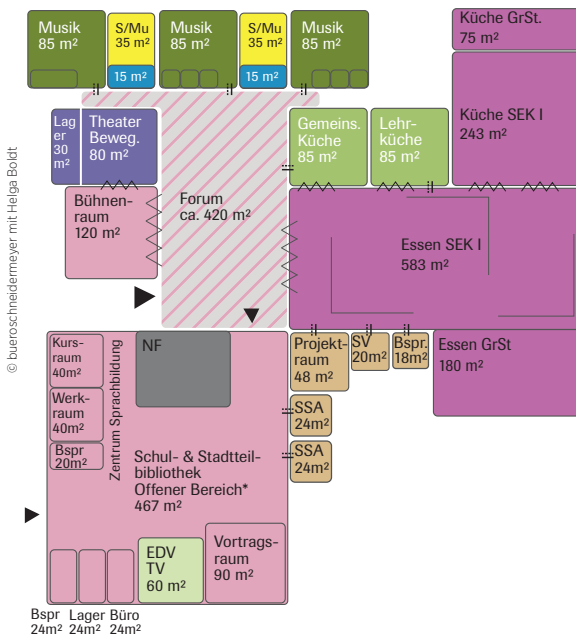 Musik
85 m²
S/Mu
35 m²
15 m²
Musik
85 m²
S/Mu
35 m²
15 m²
Musik
85 m²
Küche GrSt.
75 m²
Küche SEK I
243 m²
Lag
er
30
m²
Theater
Beweg.
80 m²
Gemeins.
Küche
85 m²
Lehr-
küche
85 m²
Bühnen-
raum
120 m²
Forum
ca. 420 m²
Essen SEK I
583 m²
© bueroschneidermeyer mit Helga Boldt
Kurs-
raum
40m²
Werk-
raum
40m²
Bspr
20m²
Zentrum Sprachbildung
NF
Projekt-
raum
48 m²
SV
20m²
Bspr.
18m²
Essen GrSt
180 m²
SSA
24m²
SSA
24m²
Schul- & Stadtteil-
bibliothek
Offener Bereich*
467 m²
EDV
TV
60 m²
Vortrags-
raum
90 m²
Bspr
24m²
Lager
24m²
Büro
24m²